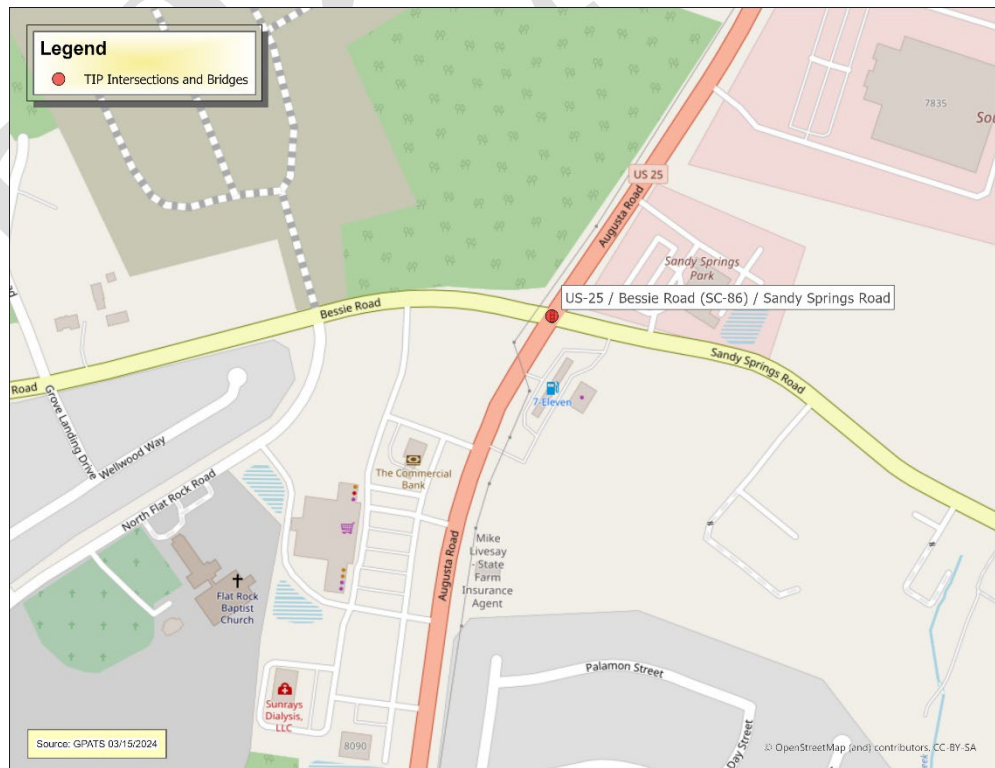 Legend
TIP Intersections and Bridges
7835
Sou
US 25
Augusta Road
Sandy Springs
Park
US-25 / Bessie Road (SC-86) / Sandy Springs Road
Bessie Road
Sandy Springs Road
Road
Grove Landing Drive
7-Eleven
Wellwood Way
The Commercial
Bank
North Flat Rock Road
Augusta Road
Mike
Livesay
- State
Farm
Insurance
Agent
Flat Rock
Baptist
Church
Palamon Street
Sunrays
Dialysis,
LLC
8090
Day Street
Source: GPATS 03/15/2024
© OpenStreetMap (and) contributors, CC-BY-SA